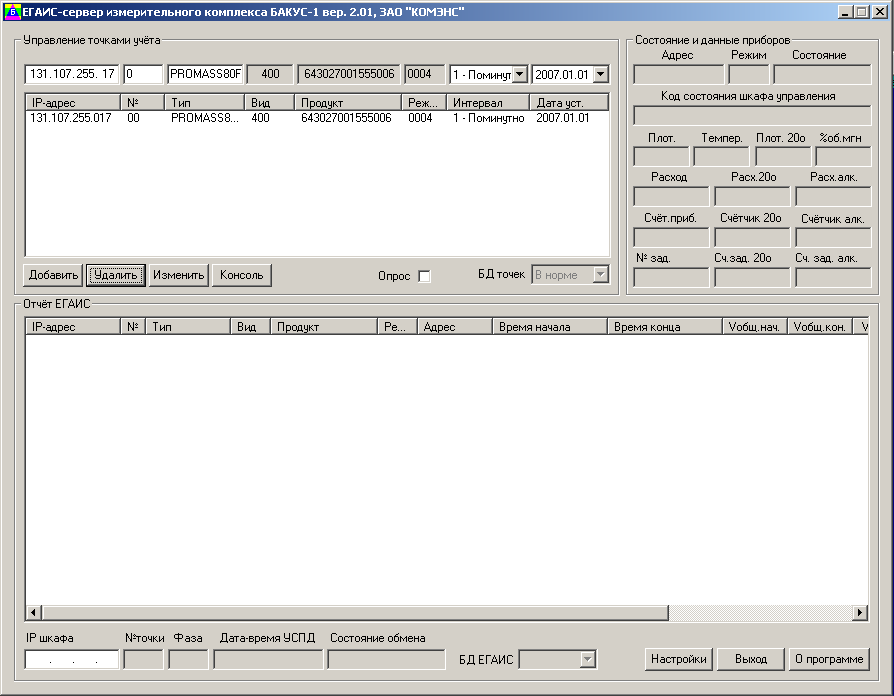 ЕГАИС-сервер измерительного комплекса БАКУС-1 вер. 2.01, ЗАО "КОМЭНС"
Управление точками учёта
131.107.255. 17 0 PROMASS80F 400 643027001555006 0004 1 - Поминут 2007.01.01
IP-адрес № Тип Вид Продукт Реж... Интервал Дата уст.
131.107.255.017 00 PROMASS8... 400 643027001555006 0004 1 - Поминутно 2007.01.01
Добавить Удалить Изменить Консоль Опрос БД точек В норме
Состояние и данные приборов
Адрес Режим Состояние
Код состояния шкафа управления
Плот. Темпер. Плот. 20о %об.мгн
Расход Расх.20о Расх.алк.
Счёт.приб. Счётчик 20о Счётчик алк.
№ зад. Сч.зад. 20о Сч. зад. алк.
Отчёт ЕГАИС
IP-адрес № Тип Вид Продукт Ре... Адрес Время начала Время конца Vобщ.нач. Vобщ.кон. V
IP шкафа №точки Фаза Дата-время УСПД Состояние обмена
. . . БД ЕГАИС Настройки Выход О программе